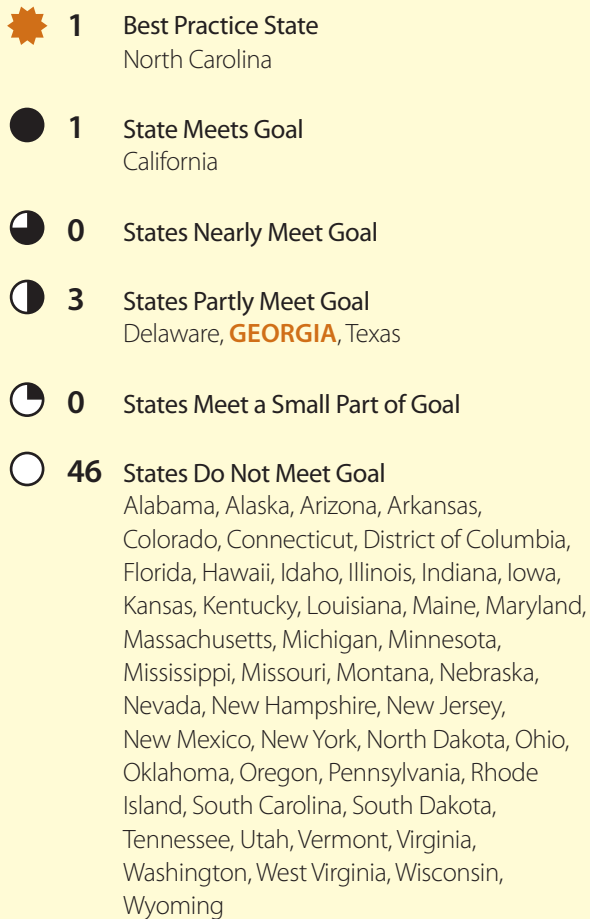 1 Best Practice State
North Carolina
1 State Meets Goal
California
0 States Nearly Meet Goal
3 States Partly Meet Goal
Delaware, GEORGIA, Texas
0 States Meet a Small Part of Goal
46 States Do Not Meet Goal
Alabama, Alaska, Arizona, Arkansas,
Colorado, Connecticut, District of Columbia,
Florida, Hawaii, Idaho, Illinois, Indiana, Iowa,
Kansas, Kentucky, Louisiana, Maine, Maryland,
Massachusetts, Michigan, Minnesota,
Mississippi, Missouri, Montana, Nebraska,
Nevada, New Hampshire, New Jersey,
New Mexico, New York, North Dakota, Ohio,
Oklahoma, Oregon, Pennsylvania, Rhode
Island, South Carolina, South Dakota,
Tennessee, Utah, Vermont, Virginia,
Washington, West Virginia, Wisconsin,
Wyoming